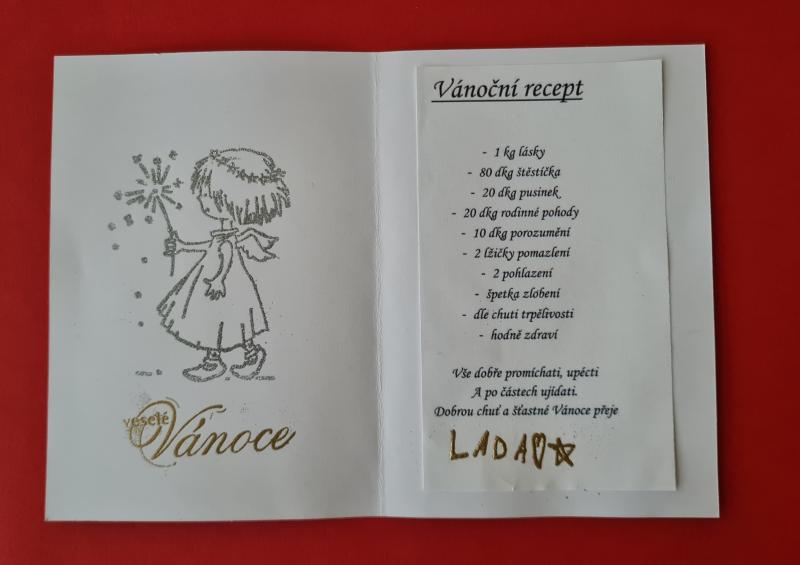 veselé
Vánoce
Vánoční recept
- 1 kg lásky
- 80 dkg štěstíčka
- 20 dkg pusinek
- 20 dkg rodinné pohody
- 10 dkg porozumění
- 2 lžičky pomazlení
- 2 pohlazení
- špetka zlobení
- dle chuti trpělivosti
- hodně zdraví
Vše dobře promíchati, upécti
A po částech ujídati.
Dobrou chuť a šťastné Vánoce přeje
LADA